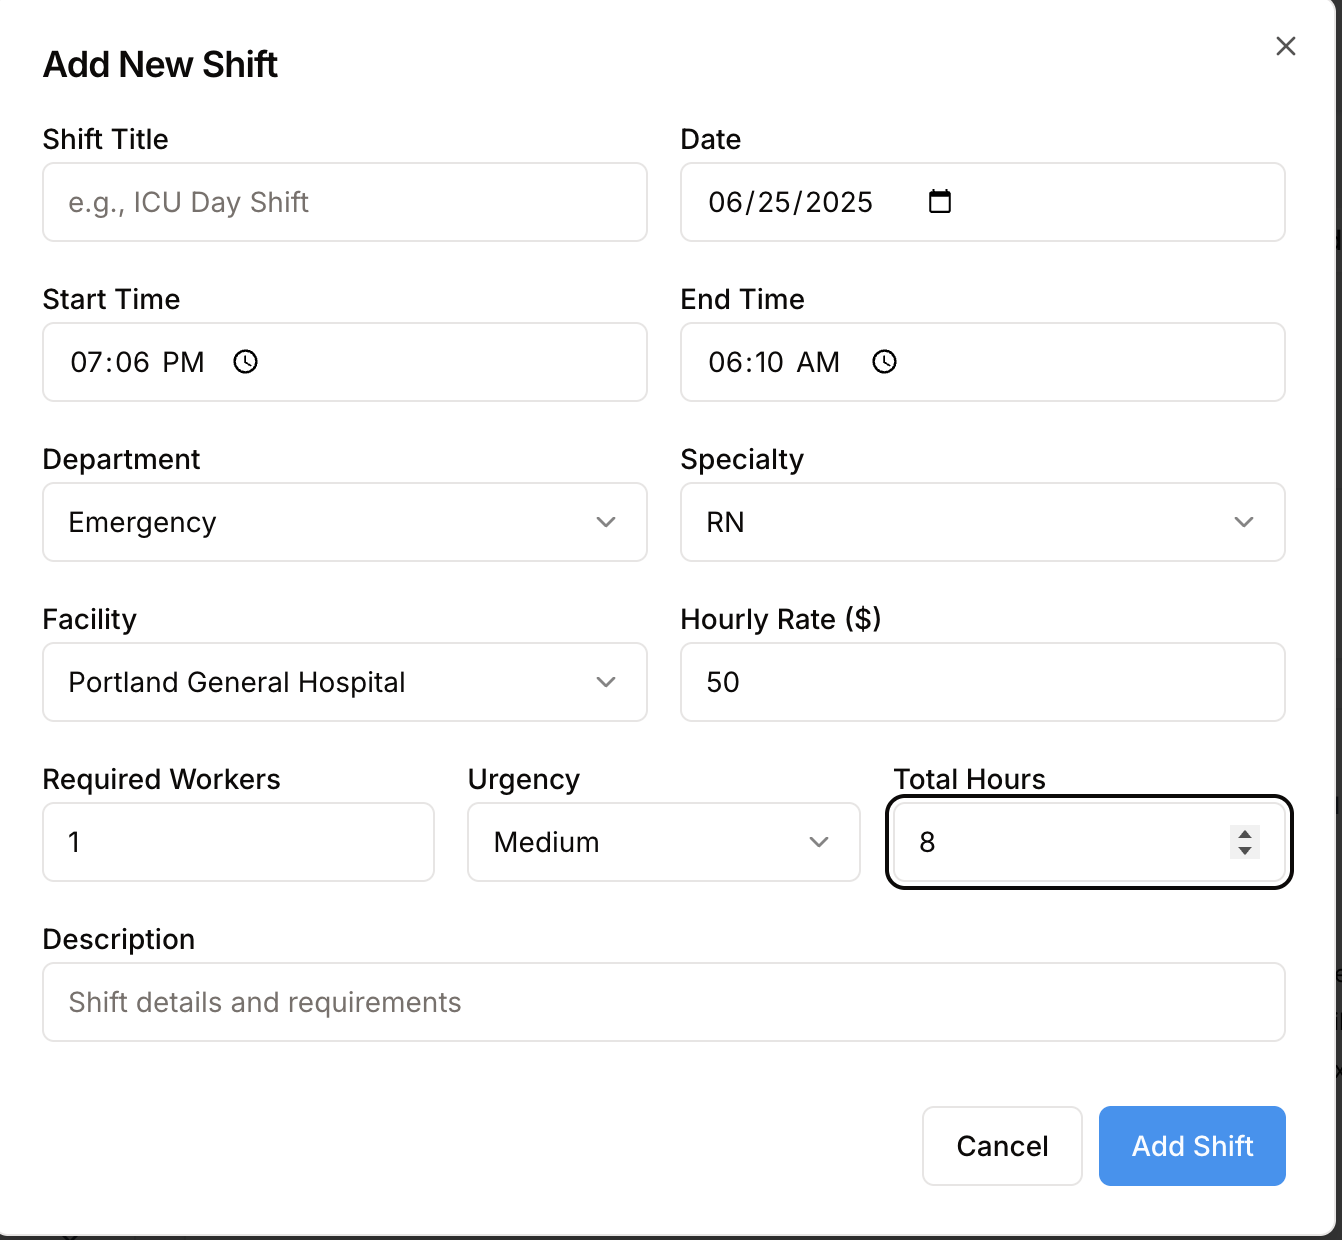 Add New Shift
Shift Title
Date
e.g., ICU Day Shift
06/25/2025
Start Time
End Time
07:06 PM
06:10 AM
Department
Specialty
Emergency
RN
Facility
Hourly Rate ($)
Portland General Hospital
50
Required Workers
Urgency
Total Hours
1
Medium
8
Description
Shift details and requirements
Cancel
Add Shift